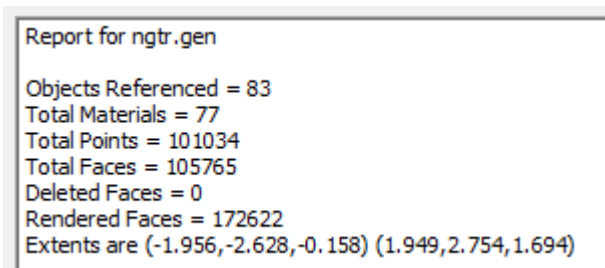 Report for ngtr.gen
Objects Referenced = 83
Total Materials = 77
Total Points = 101034
Total Faces = 105765
Deleted Faces = 0
Rendered Faces = 172622
Extents are (-1.956,-2.628,-0.158) (1.949,2.754,1.694)